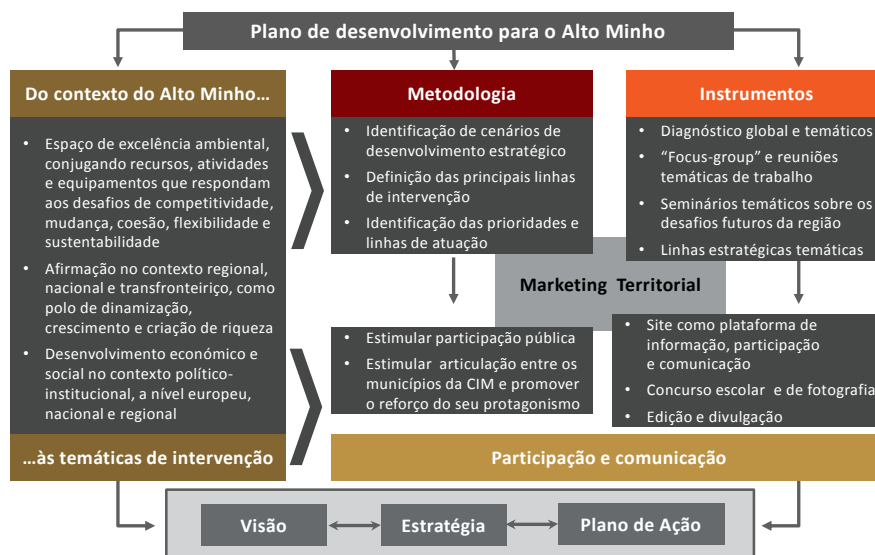 Plano de desenvolvimento para o Alto Minho
Do contexto do Alto Minho…
• Espaço de excelência ambiental,
conjugando recursos, atividades
e equipamentos que respondam
aos desafios de competitividade,
mudança, coesão, flexibilidade e
sustentabilidade
• Afirmação no contexto regional,
nacional e transfronteiriço, como
polo de dinamização,
crescimento e criação de riqueza
• Desenvolvimento económico e
social no contexto político-
institucional, a nível europeu,
nacional e regional
…às temáticas de intervenção
Metodologia
• Identificação de cenários de
desenvolvimento estratégico
• Definição das principais linhas
de intervenção
• Identificação das prioridades e
linhas de atuação
Instrumentos
• Diagnóstico global e temáticos
• “Focus-group” e reuniões
temáticas de trabalho
• Seminários temáticos sobre os
desafios futuros da região
• Linhas estratégicas temáticas
Marketing Territorial
• Estimular participação pública
• Estimular articulação entre os
municípios da CIM e promover
o reforço do seu protagonismo
• Site como plataforma de
informação, participação
e comunicação
• Concurso escolar e de fotografia
• Edição e divulgação
Participação e comunicação
Visão
Estratégia
Plano de Ação